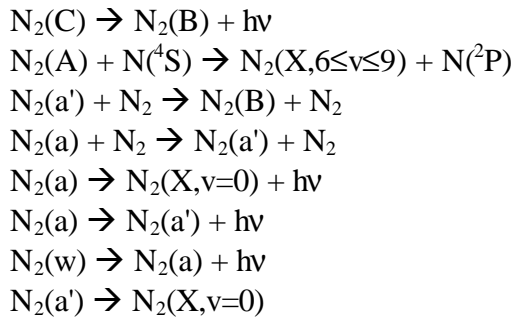 N₂(C) → N₂(B) + hν
N₂(A) + N(⁴S) → N₂(X,6≤v≤9) + N(²P)
N₂(a') + N₂ → N₂(B) + N₂
N₂(a) + N₂ → N₂(a') + N₂
N₂(a) → N₂(X,v=0) + hν
N₂(a) → N₂(a') + hν
N₂(w) → N₂(a) + hν
N₂(a') → N₂(X,v=0)